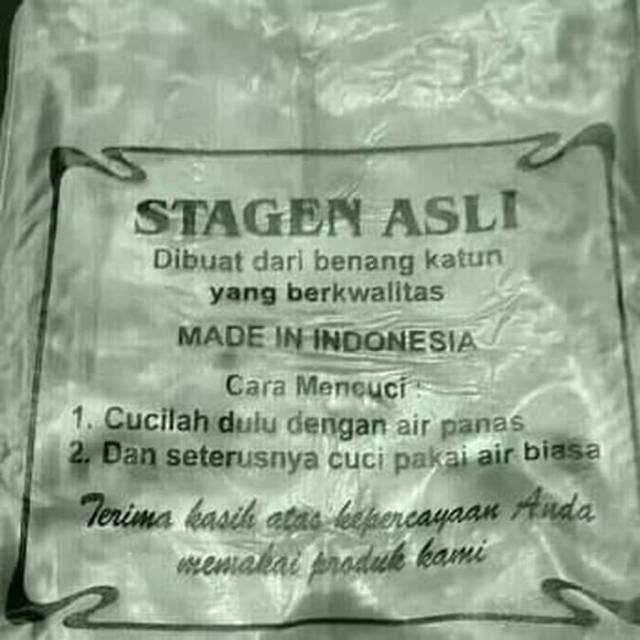 STAGEN ASLI
Dibuat dari benang katun
yang berkwalitas
MADE IN INDONESIA
Cara Mencuci :
1. Cucilah dulu dengan air panas
2. Dan seterusnya cuci pakai air biasa
Terima kasih atas kepercayaan Anda
memakai produk kami